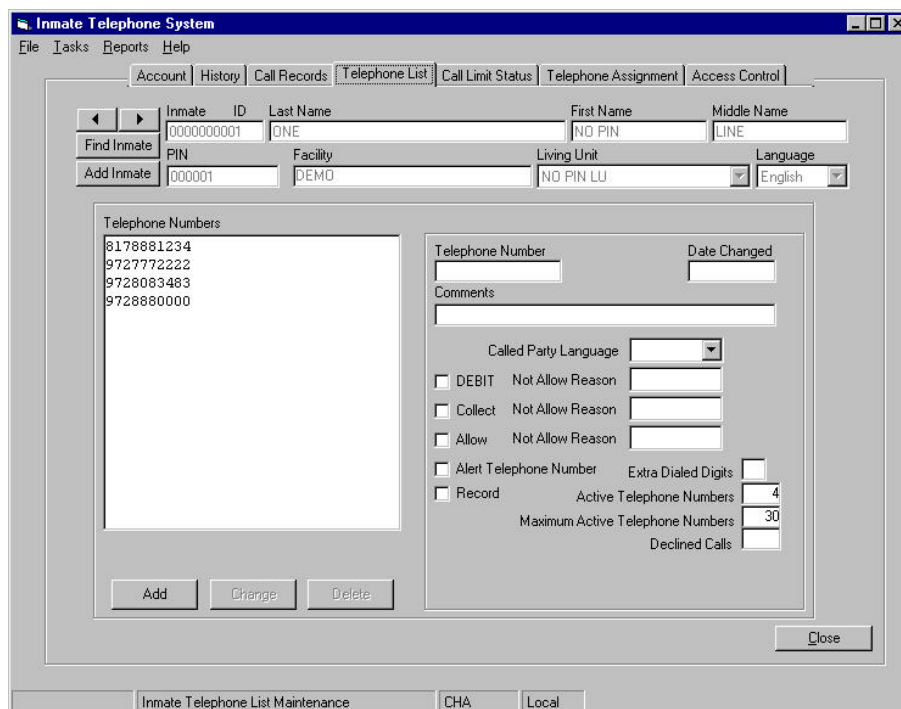 Inmate Telephone System
File Tasks Reports Help
Account History Call Records Telephone List Call Limit Status Telephone Assignment Access Control
Inmate ID Last Name First Name Middle Name
0000000001 ONE NO PIN LINE
Find Inmate
PIN Facility Living Unit Language
Add Inmate 000001 DEMO NO PIN LU English
Telephone Numbers
8178881234
9727772222
9728083483
9728880000
Telephone Number Date Changed
Comments
Called Party Language
DEBIT Not Allow Reason
Collect Not Allow Reason
Allow Not Allow Reason
Alert Telephone Number Extra Dialed Digits
Record Active Telephone Numbers 4
Maximum Active Telephone Numbers 30
Declined Calls
Add Change Delete
Close
Inmate Telephone List Maintenance CHA Local